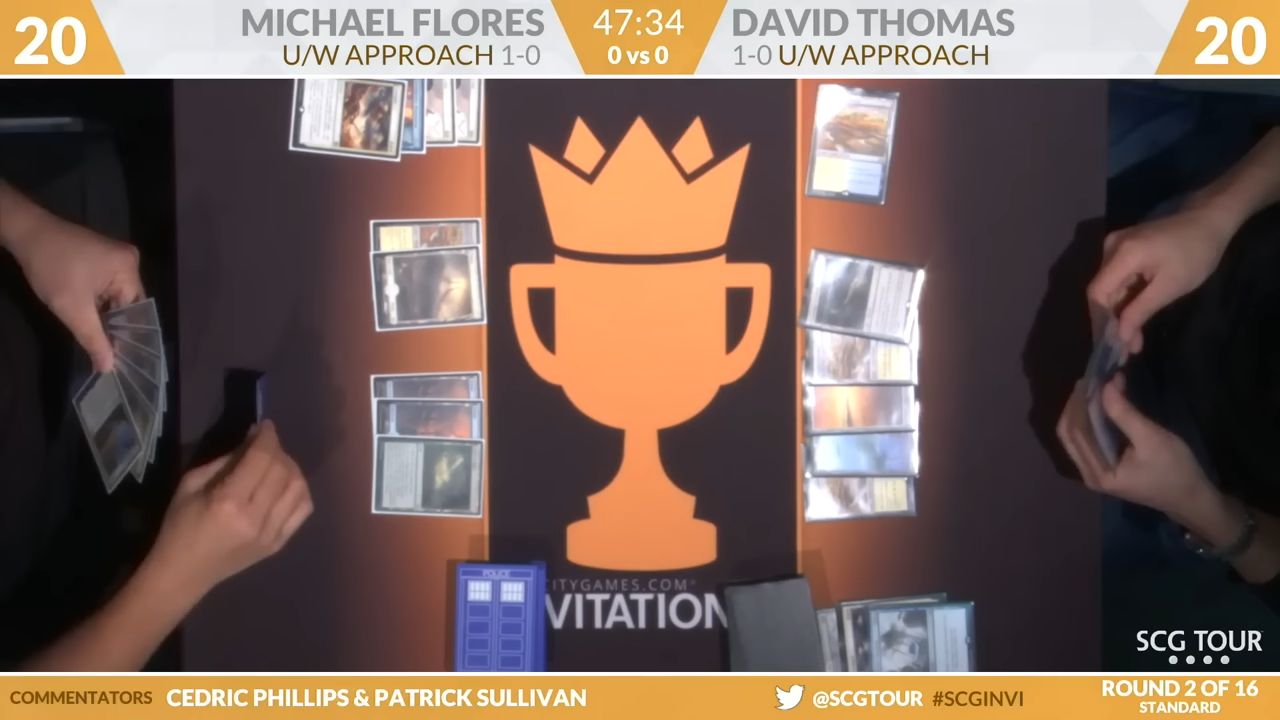 20
MICHAEL FLORES
U/W APPROACH 1-0
47:34
0 vs 0
DAVID THOMAS
1-0 U/W APPROACH
20
POLICE
CITYGAMES.COM
VITATION
SCG TOUR
COMMENTATORS CEDRIC PHILLIPS & PATRICK SULLIVAN
@SCGTOUR #SCGINVI
ROUND 2 OF 16
STANDARD